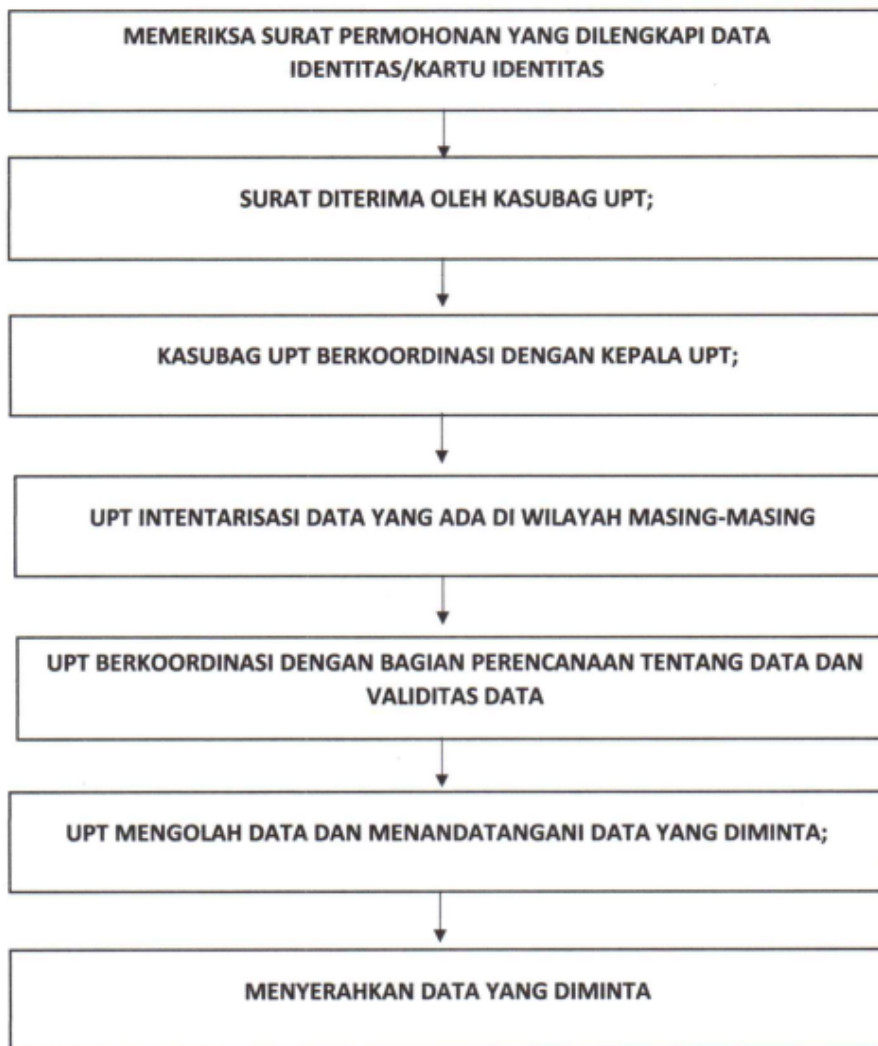 MEMERIKSA SURAT PERMOHONAN YANG DILENGKAPI DATA
IDENTITAS/KARTU IDENTITAS
SURAT DITERIMA OLEH KASUBAG UPT;
KASUBAG UPT BERKOORDINASI DENGAN KEPALA UPT;
UPT INTENTARISASI DATA YANG ADA DI WILAYAH MASING-MASING
UPT BERKOORDINASI DENGAN BAGIAN PERENCANAAN TENTANG DATA DAN
VALIDITAS DATA
UPT MENGOLAH DATA DAN MENANDATANGANI DATA YANG DIMINTA;
MENYERAHKAN DATA YANG DIMINTA